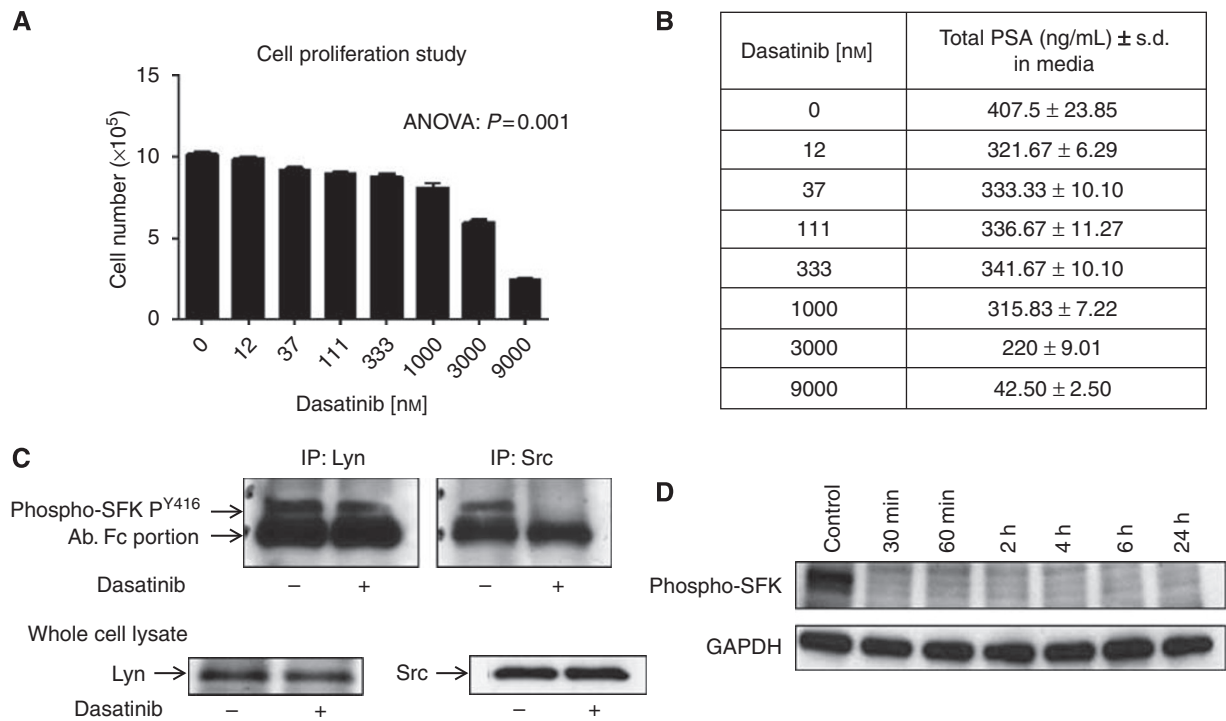 A
Cell proliferation study
ANOVA: P=0.001
Cell number (×10⁵)
15
10
5
0
0 12 37 111 333 1000 3000 9000
Dasatinib [nM]
B
Dasatinib [nM] Total PSA (ng/mL) ± s.d.
in media
0 407.5 ± 23.85
12 321.67 ± 6.29
37 333.33 ± 10.10
111 336.67 ± 11.27
333 341.67 ± 10.10
1000 315.83 ± 7.22
3000 220 ± 9.01
9000 42.50 ± 2.50
C
IP: Lyn IP: Src
Phospho-SFK Pʸ⁴¹⁶
Ab. Fc portion
Dasatinib – + – +
Whole cell lysate
Lyn Src
Dasatinib – + – +
D
Control 30 min 60 min 2 h 4 h 6 h 24 h
Phospho-SFK
GAPDH